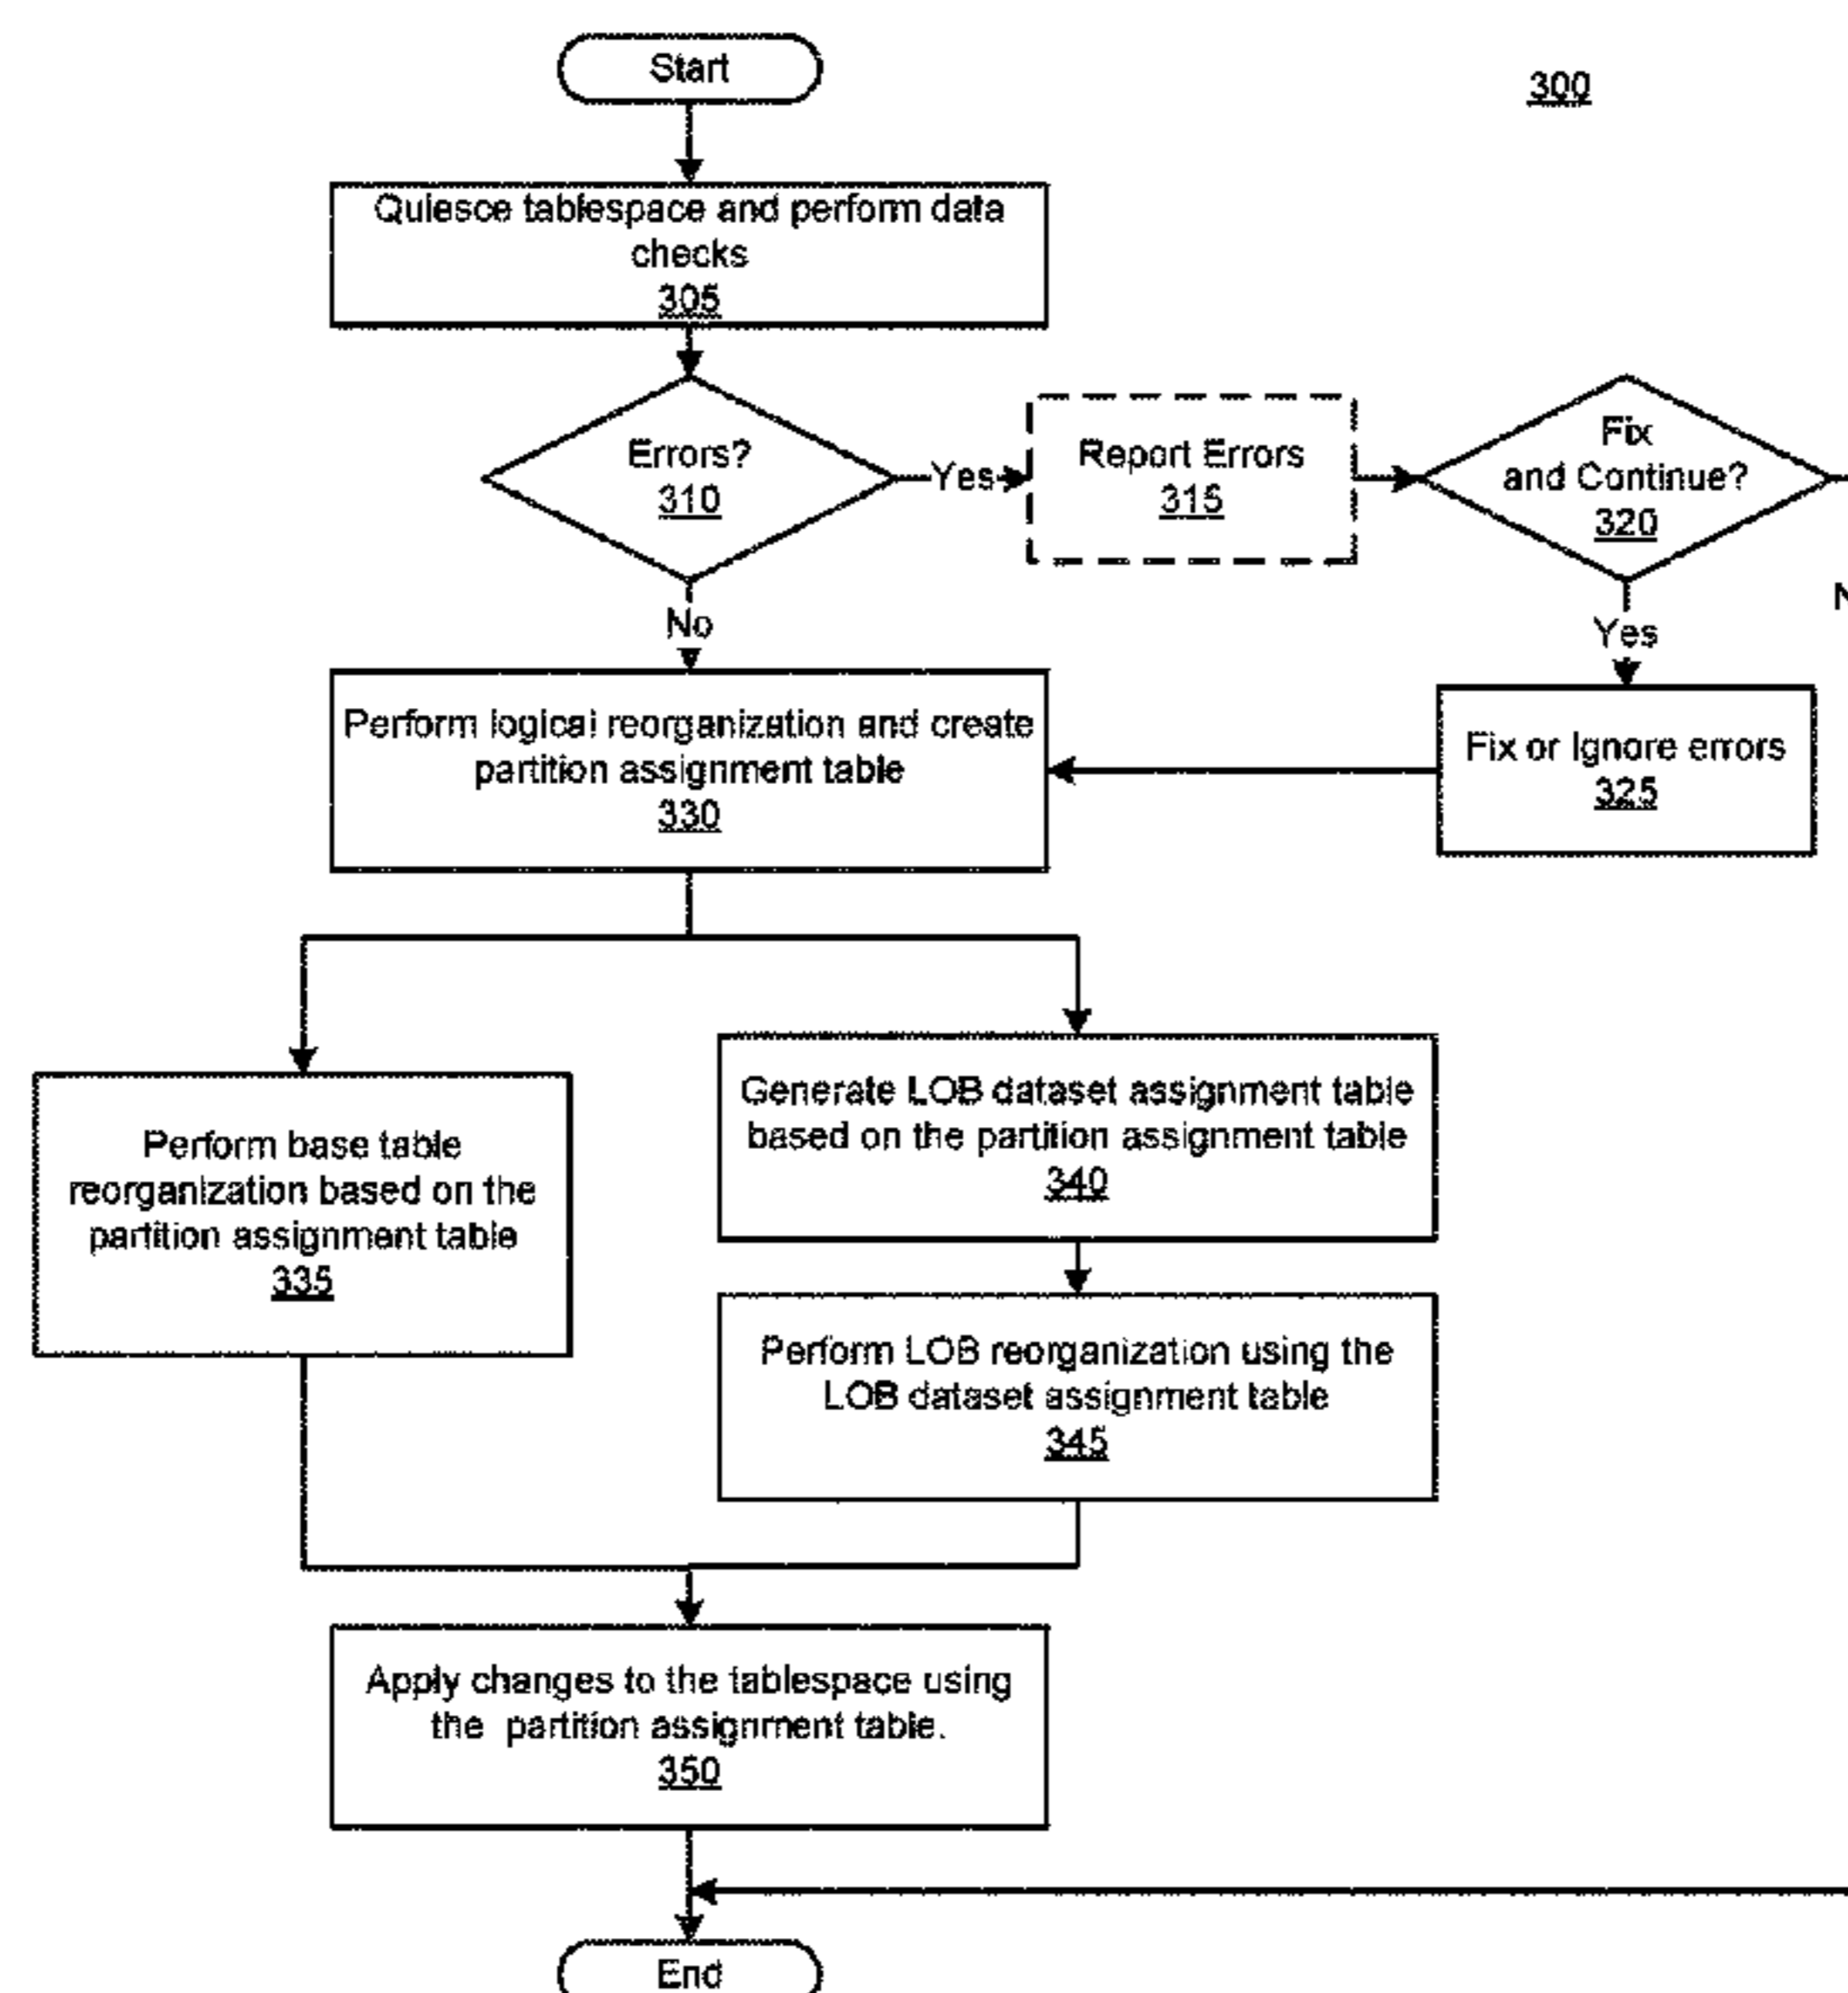 Start
300
Quiesce tablespace and perform data
checks
305
Errors?
310
Yes
Report Errors
315
Fix
and Continue?
320
No
Yes
Perform logical reorganization and create
partition assignment table
330
Fix or Ignore errors
325
Perform base table
reorganization based on the
partition assignment table
335
Generate LOB dataset assignment table
based on the partition assignment table
340
Perform LOB reorganization using the
LOB dataset assignment table
345
Apply changes to the tablespace using
the partition assignment table.
350
End